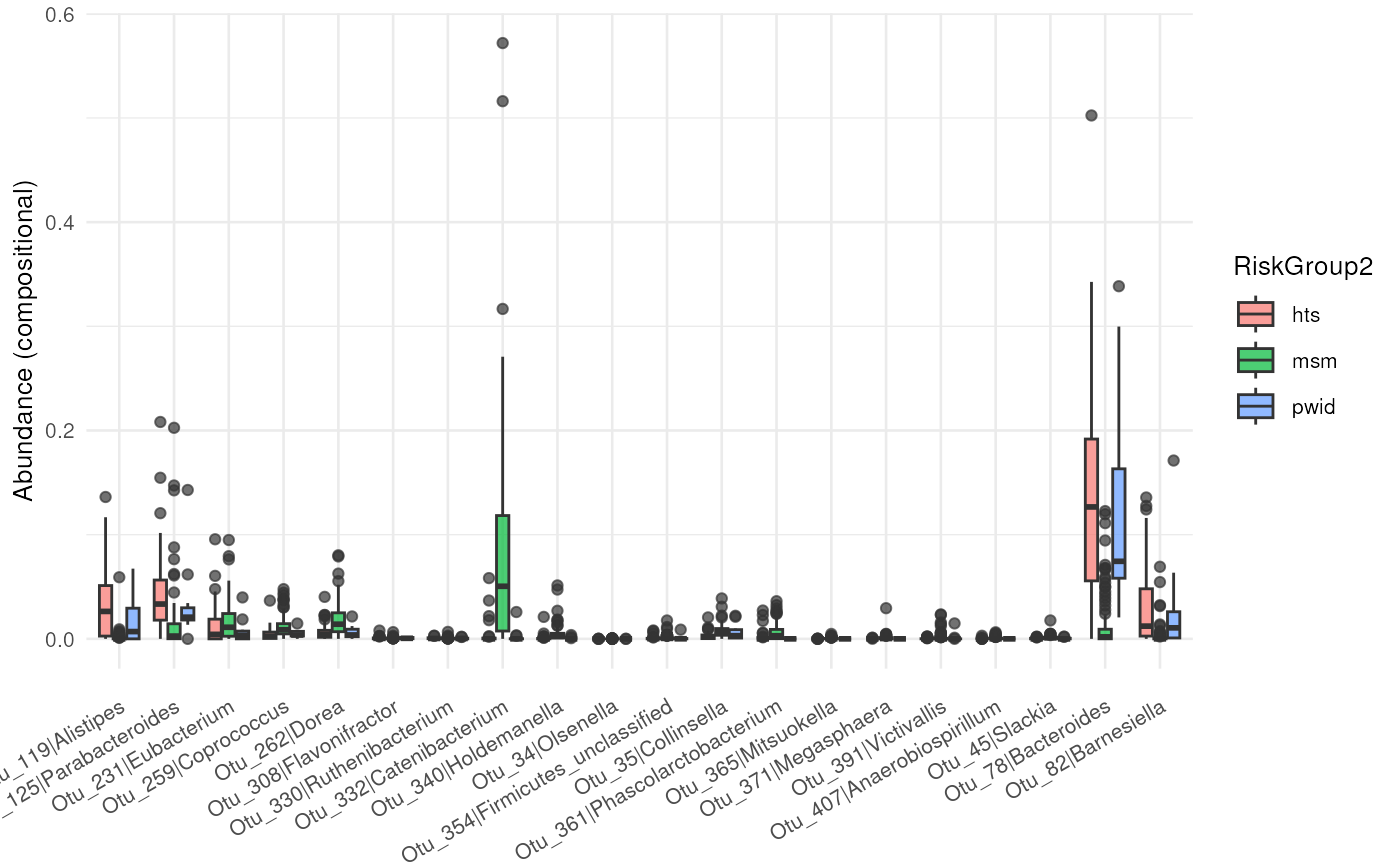 0.6
0.4
0.2
0.0
Abundance (compositional)
RiskGroup2
hts
msm
pwid
u_119|Alistipes
_125|Parabacteroides
Otu_231|Eubacterium
Otu_259|Coprococcus
Otu_262|Dorea
Otu_308|Flavonifractor
Otu_330|Ruthenibacterium
Otu_332|Catenibacterium
Otu_340|Holdemanella
Otu_34|Olsenella
Otu_354|Firmicutes_unclassified
Otu_35|Collinsella
Otu_361|Phascolarctobacterium
Otu_365|Mitsuokella
Otu_371|Megasphaera
Otu_391|Victivallis
Otu_407|Anaerobiospirillum
Otu_45|Slackia
Otu_78|Bacteroides
Otu_82|Barnesiella